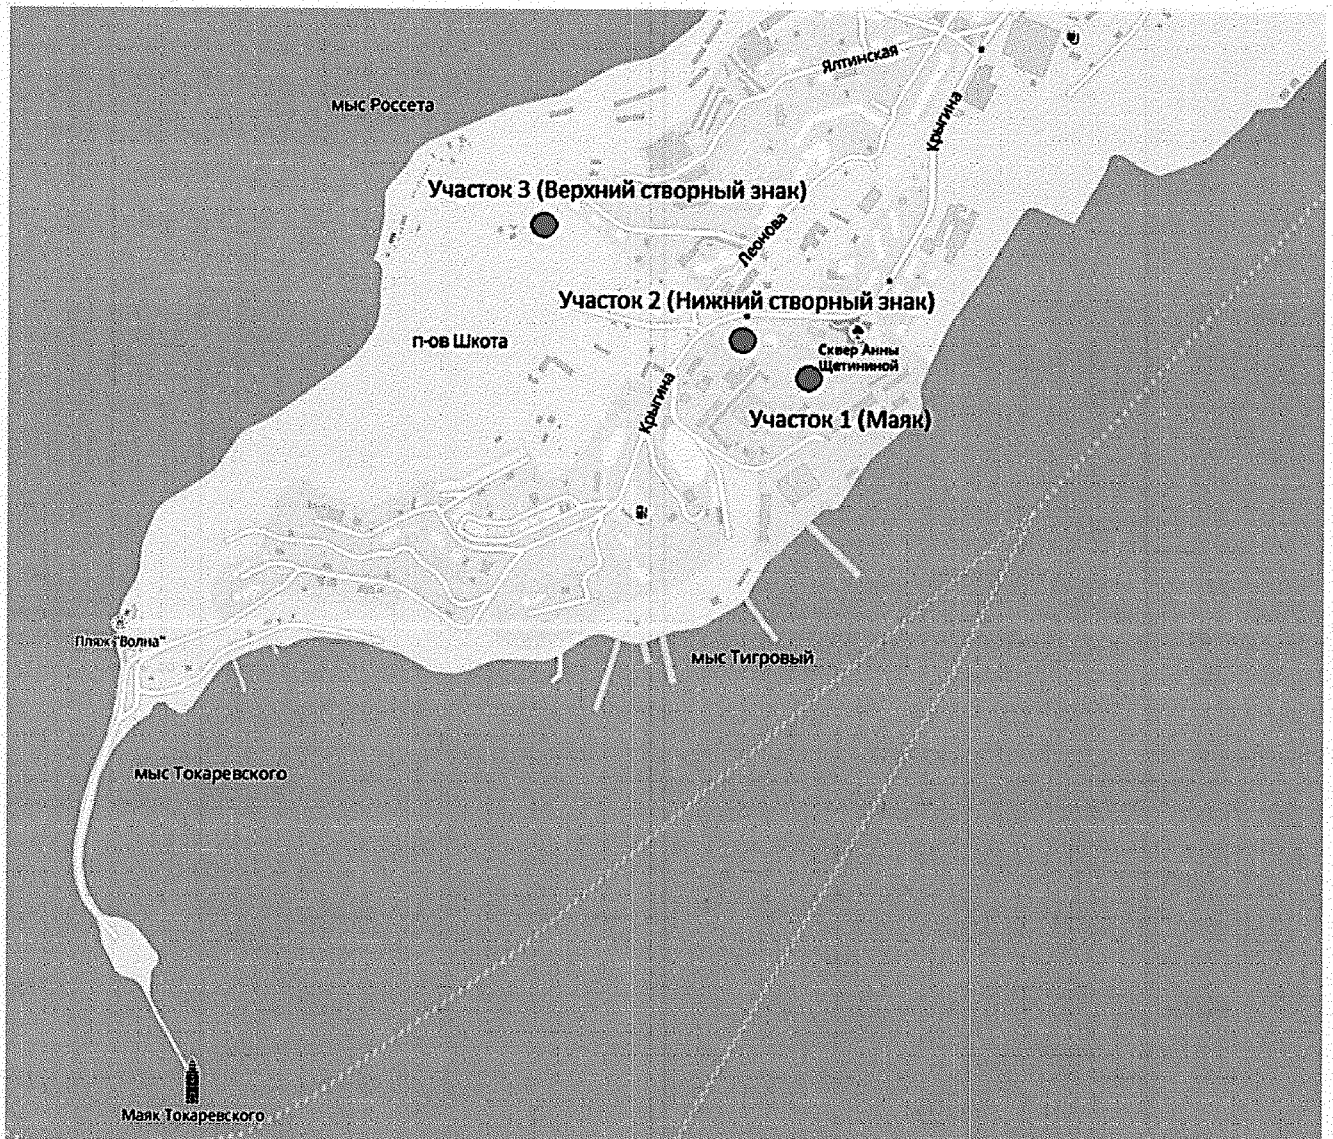 Ялтинская
мыс Россета
Крыгина
Участок 3 (Верхний створный знак)
Леонова
Участок 2 (Нижний створный знак)
п-ов Школа
Сквер Анны
Щетининой
Крыгина
Участок 1 (Маяк)
Пляж "Волна"
мыс Тигровый
мыс Токаревского
Маяк Токаревского